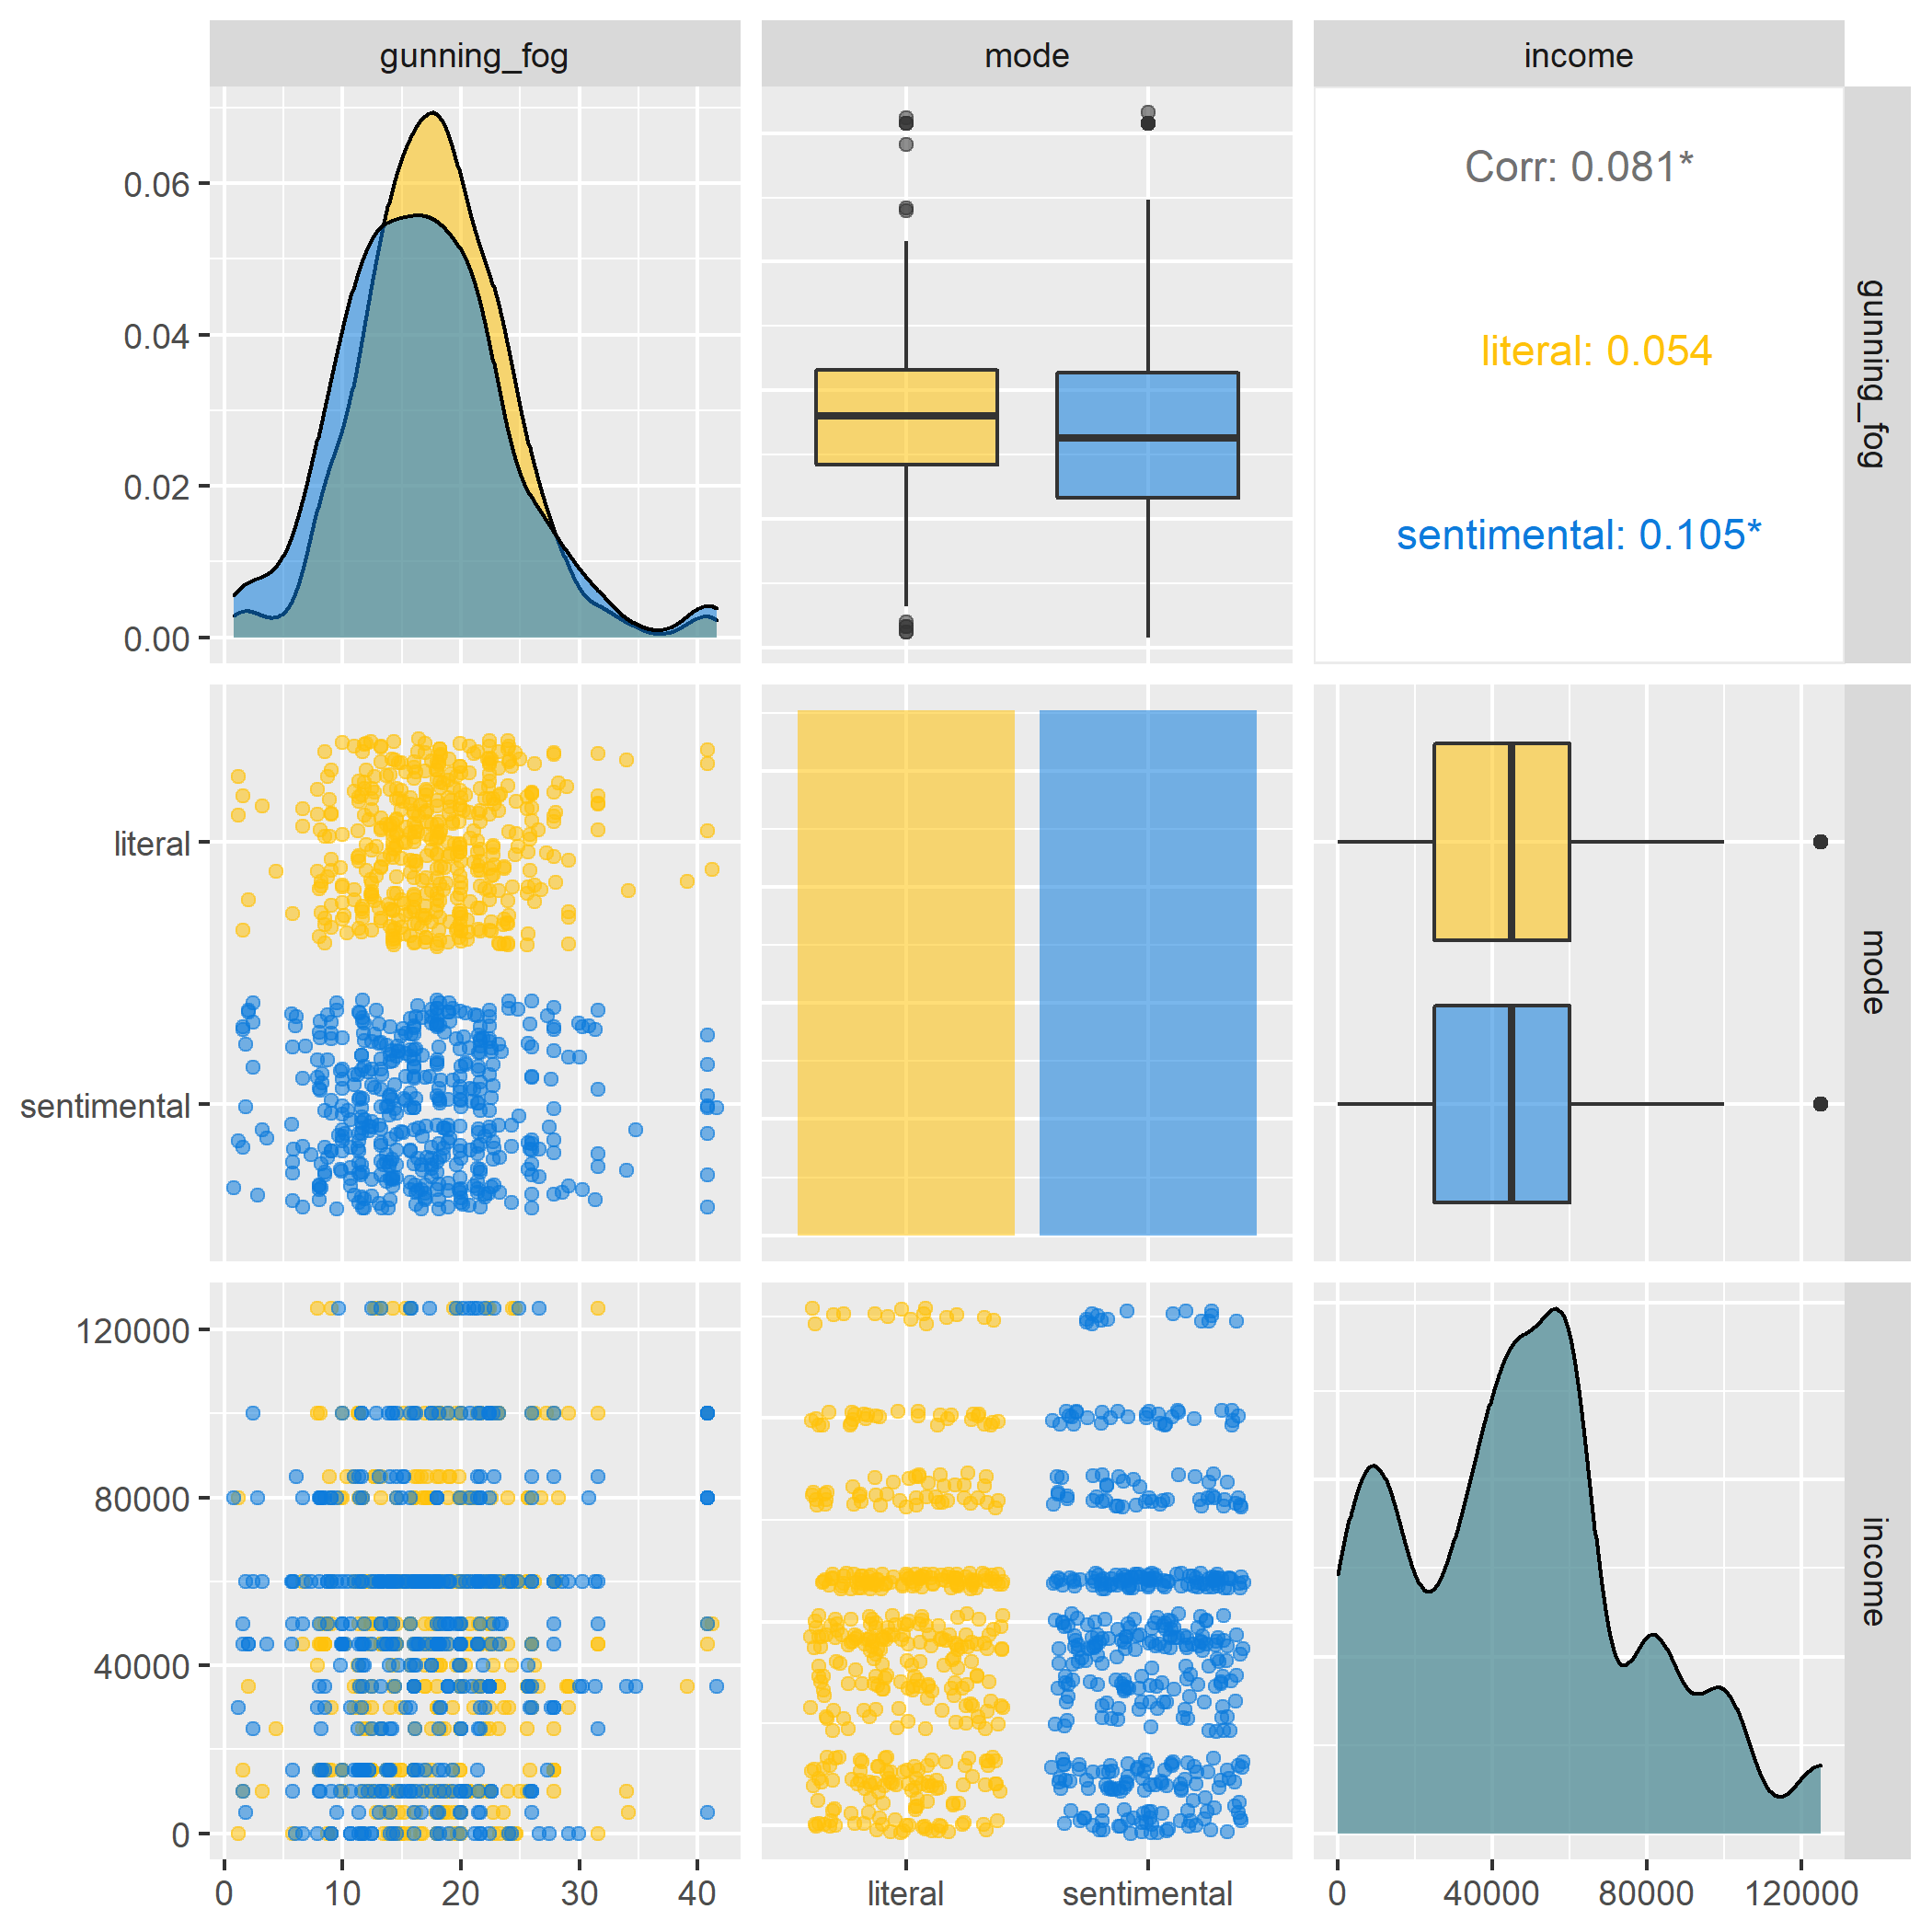 gunning_fog mode income
0.06
0.04
0.02
0.00
Corr: 0.081*
literal: 0.054
sentimental: 0.105*
gunning_fog
literal
sentimental
mode
120000
80000
40000
0
income
0 10 20 30 40
literal sentimental
0 40000 80000 120000